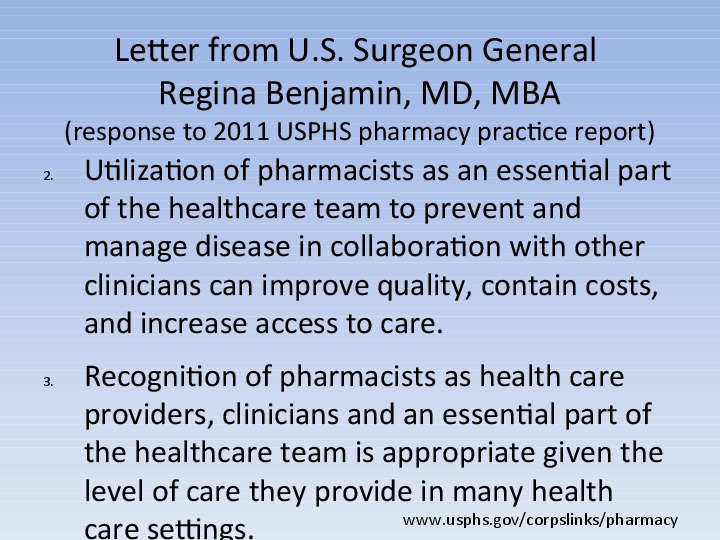 Letter from U.S. Surgeon General
Regina Benjamin, MD, MBA
(response to 2011 USPHS pharmacy practice report)
2. Utilization of pharmacists as an essential part
of the healthcare team to prevent and
manage disease in collaboration with other
clinicians can improve quality, contain costs,
and increase access to care.
3. Recognition of pharmacists as health care
providers, clinicians and an essential part of
the healthcare team is appropriate given the
level of care they provide in many health
care settings.
www.usphs.gov/corpslinks/pharmacy